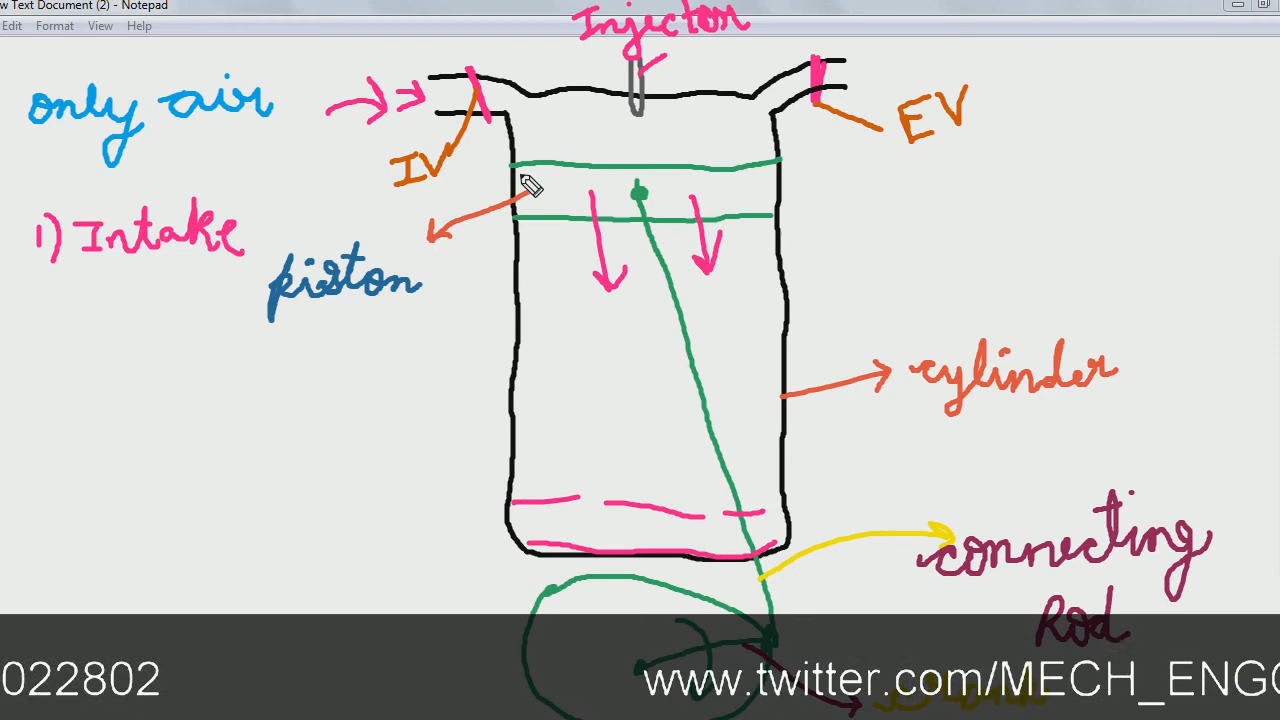 w Text Document (2) - Notepad
Edit Format View Help
Injector
only air
IV
EV
1) Intake
piston
cylinder
connecting
Rod
022802
www.twitter.com/MECH_ENGG